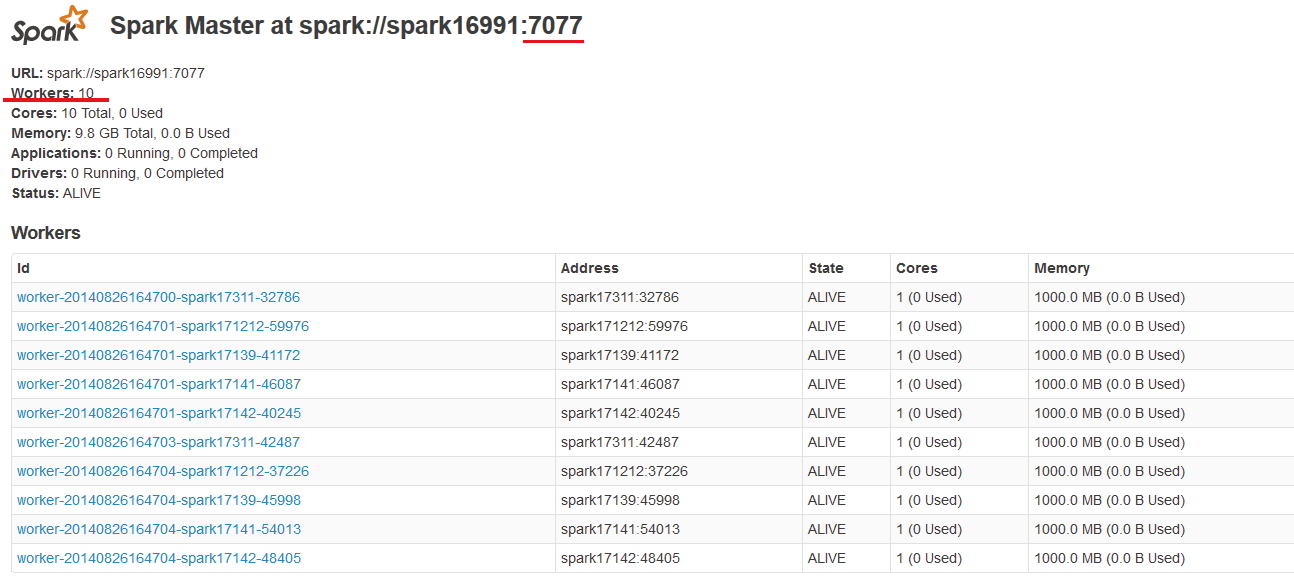 Spark Spark Master at spark://spark16991:7077
URL: spark://spark16991:7077
Workers: 10
Cores: 10 Total, 0 Used
Memory: 9.8 GB Total, 0.0 B Used
Applications: 0 Running, 0 Completed
Drivers: 0 Running, 0 Completed
Status: ALIVE
Workers
Id Address State Cores Memory
worker-20140826164700-spark17311-32786 spark17311:32786 ALIVE 1 (0 Used) 1000.0 MB (0.0 B Used)
worker-20140826164701-spark171212-59976 spark171212:59976 ALIVE 1 (0 Used) 1000.0 MB (0.0 B Used)
worker-20140826164701-spark17139-41172 spark17139:41172 ALIVE 1 (0 Used) 1000.0 MB (0.0 B Used)
worker-20140826164701-spark17141-46087 spark17141:46087 ALIVE 1 (0 Used) 1000.0 MB (0.0 B Used)
worker-20140826164701-spark17142-40245 spark17142:40245 ALIVE 1 (0 Used) 1000.0 MB (0.0 B Used)
worker-20140826164703-spark17311-42487 spark17311:42487 ALIVE 1 (0 Used) 1000.0 MB (0.0 B Used)
worker-20140826164704-spark171212-37226 spark171212:37226 ALIVE 1 (0 Used) 1000.0 MB (0.0 B Used)
worker-20140826164704-spark17139-45998 spark17139:45998 ALIVE 1 (0 Used) 1000.0 MB (0.0 B Used)
worker-20140826164704-spark17141-54013 spark17141:54013 ALIVE 1 (0 Used) 1000.0 MB (0.0 B Used)
worker-20140826164704-spark17142-48405 spark17142:48405 ALIVE 1 (0 Used) 1000.0 MB (0.0 B Used)